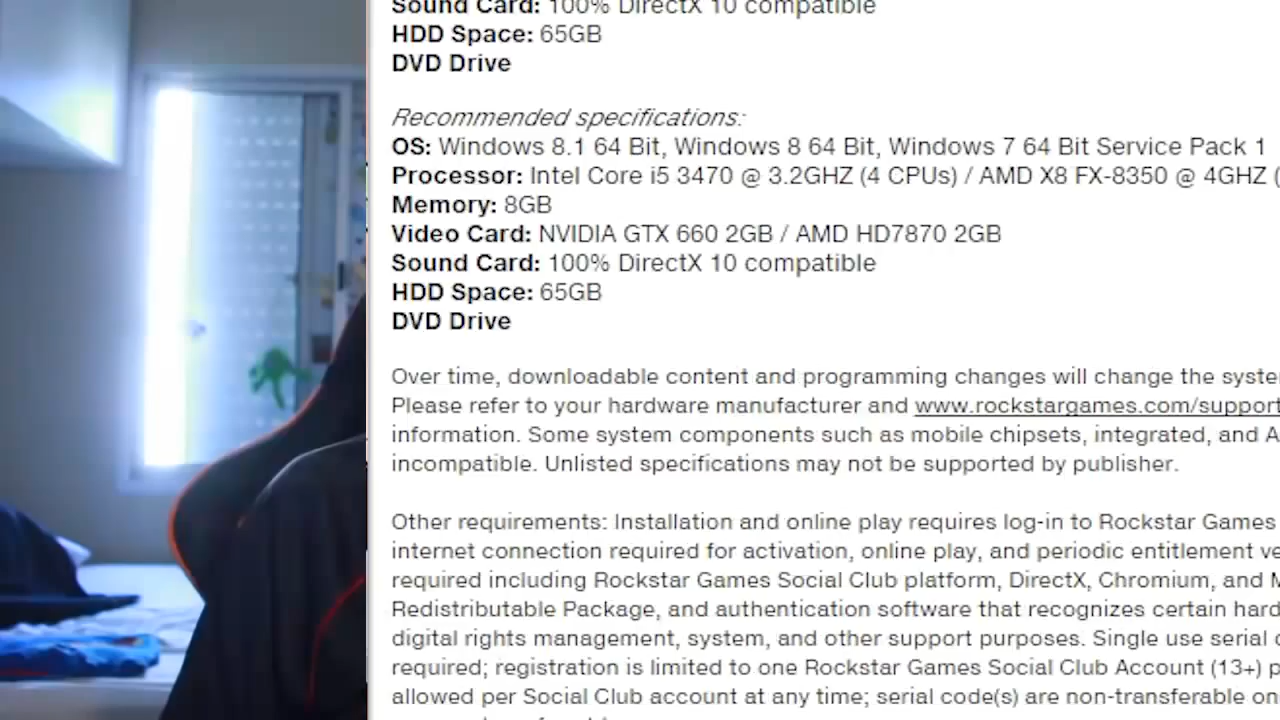 Sound Card: 100% DirectX 10 compatible
HDD Space: 65GB
DVD Drive
Recommended specifications:
OS: Windows 8.1 64 Bit, Windows 8 64 Bit, Windows 7 64 Bit Service Pack 1
Processor: Intel Core i5 3470 @ 3.2GHZ (4 CPUs) / AMD X8 FX-8350 @ 4GHZ (
Memory: 8GB
Video Card: NVIDIA GTX 660 2GB / AMD HD7870 2GB
Sound Card: 100% DirectX 10 compatible
HDD Space: 65GB
DVD Drive
Over time, downloadable content and programming changes will change the
Please refer to your hardware manufacturer and www.rockstargames.com/support
information. Some system components such as mobile chipsets, integrated, and
incompatible. Unlisted specifications may not be supported by publisher.
Other requirements: Installation and online play requires log-in to Rockstar Games
internet connection required for activation, online play, and periodic entitlement
required including Rockstar Games Social Club platform, DirectX, Chromium, and
Redistributable Package, and authentication software that recognizes certain
digital rights management, system, and other support purposes. Single use serial
required; registration is limited to one Rockstar Games Social Club Account (13+)
allowed per Social Club account at any time; serial code(s) are non-transferable